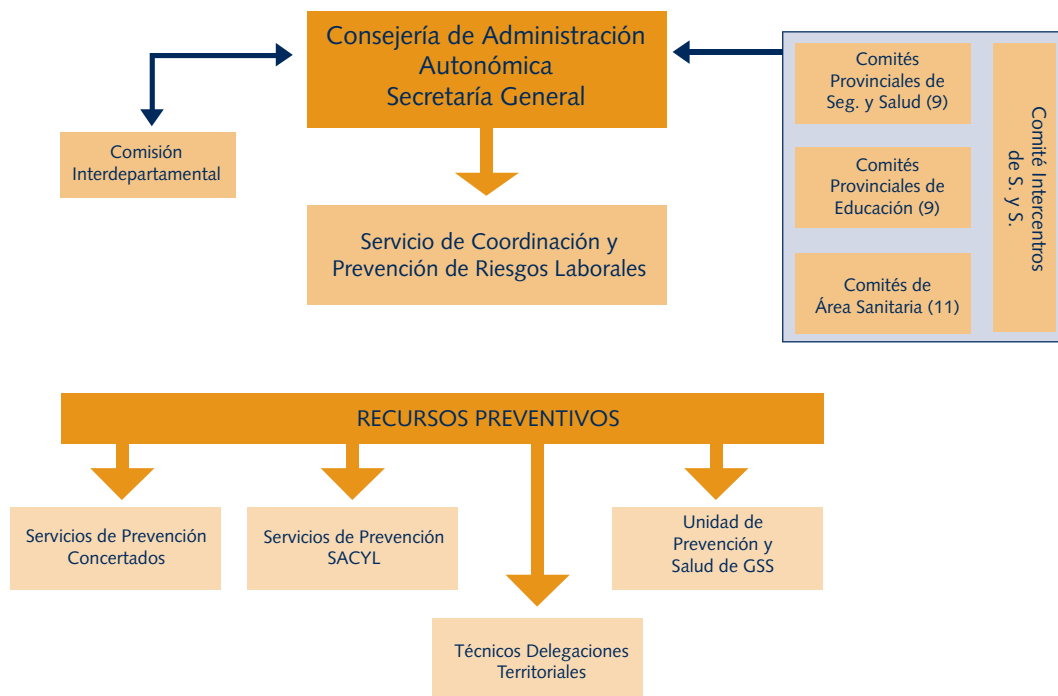 Consejería de Administración
Autonómica
Secretaría General
Comisión
Interdepartamental
Servicio de Coordinación y
Prevención de Riesgos Laborales
Comités
Provinciales de
Seg. y Salud (9)
Comités
Provinciales de
Educación (9)
Comités de
Área Sanitaria (11)
Comité Intercentros
de S. y S.
RECURSOS PREVENTIVOS
Servicios de Prevención
Concertados
Servicios de Prevención
SACYL
Técnicos Delegaciones
Territoriales
Unidad de
Prevención y
Salud de GSS